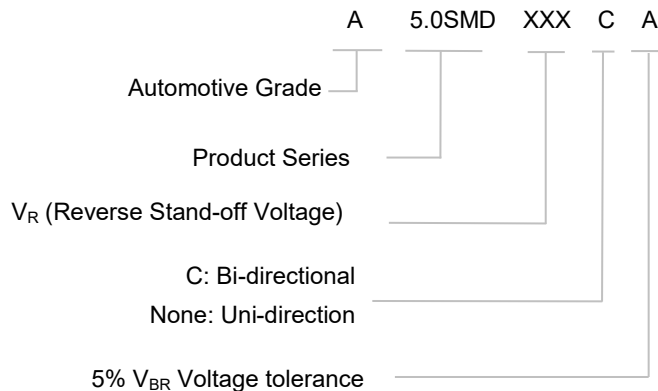 A 5.0SMD XXX C A
Automotive Grade
Product Series
VR (Reverse Stand-off Voltage)
C: Bi-directional
None: Uni-direction
5% VBR Voltage tolerance